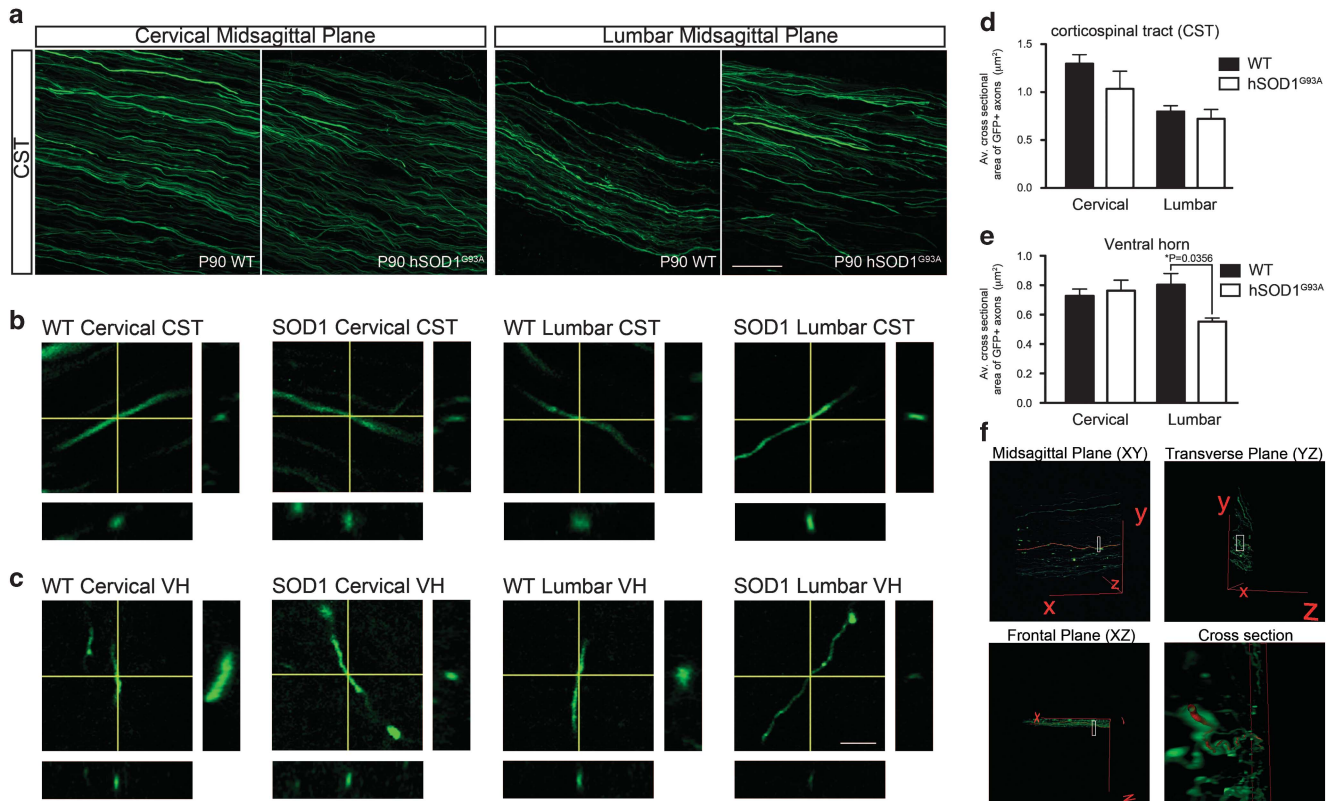 a
Cervical Midsagittal Plane
Lumbar Midsagittal Plane
CST
P90 WT
P90 hSOD1G93A
P90 WT
P90 hSOD1G93A
b
WT Cervical CST
SOD1 Cervical CST
WT Lumbar CST
SOD1 Lumbar CST
c
WT Cervical VH
SOD1 Cervical VH
WT Lumbar VH
SOD1 Lumbar VH
d
corticospinal tract (CST)
Av. cross sectional
area of GFP+ axons (μm²)
1.5
1.0
0.5
0.0
WT
hSOD1G93A
Cervical
Lumbar
e
Ventral horn
Av. cross sectional
area of GFP+ axons (μm²)
0.8
0.6
0.8
0.4
0.2
0.0
*P=0.0356
WT
hSOD1G93A
Cervical
Lumbar
f
Midsagittal Plane (XY)
y
z
x
Transverse Plane (YZ)
y
x
z
Frontal Plane (XZ)
x
z
Cross section